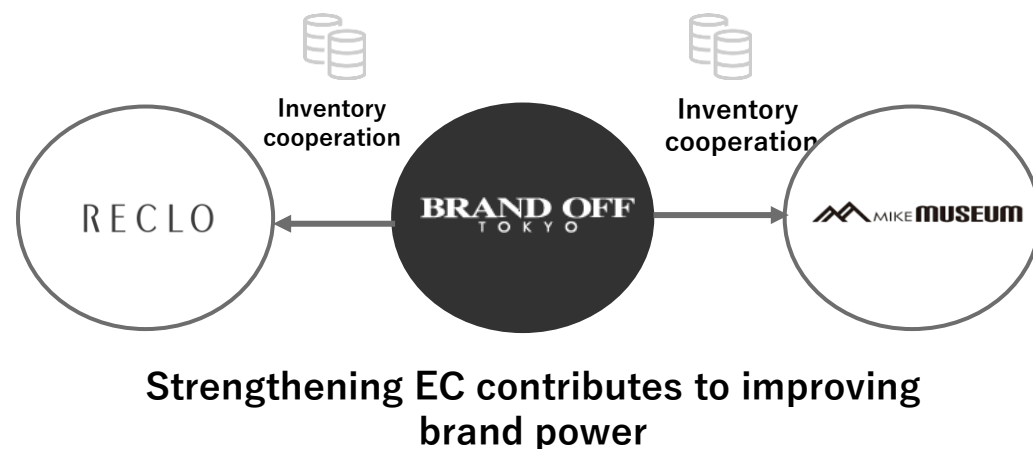 Inventory
cooperation
Inventory
cooperation
RECLO
BRAND OFF
TOKYO
MIKE MUSEUM
Strengthening EC contributes to improving
brand power